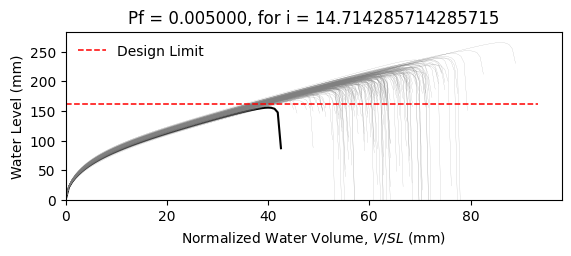 Pf = 0.005000, for i = 14.714285714285715
Design Limit
Water Level (mm)
250
200
150
100
50
0
0 20 40 60 80
Normalized Water Volume, V/SL (mm)